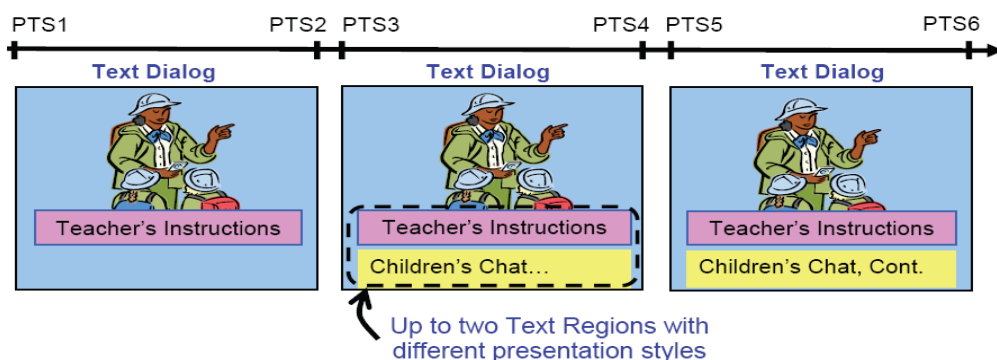 PTS1 PTS2 PTS3 PTS4 PTS5 PTS6
Text Dialog Text Dialog Text Dialog
Teacher's Instructions Teacher's Instructions Teacher's Instructions
Children's Chat... Children's Chat, Cont.
Up to two Text Regions with
different presentation styles